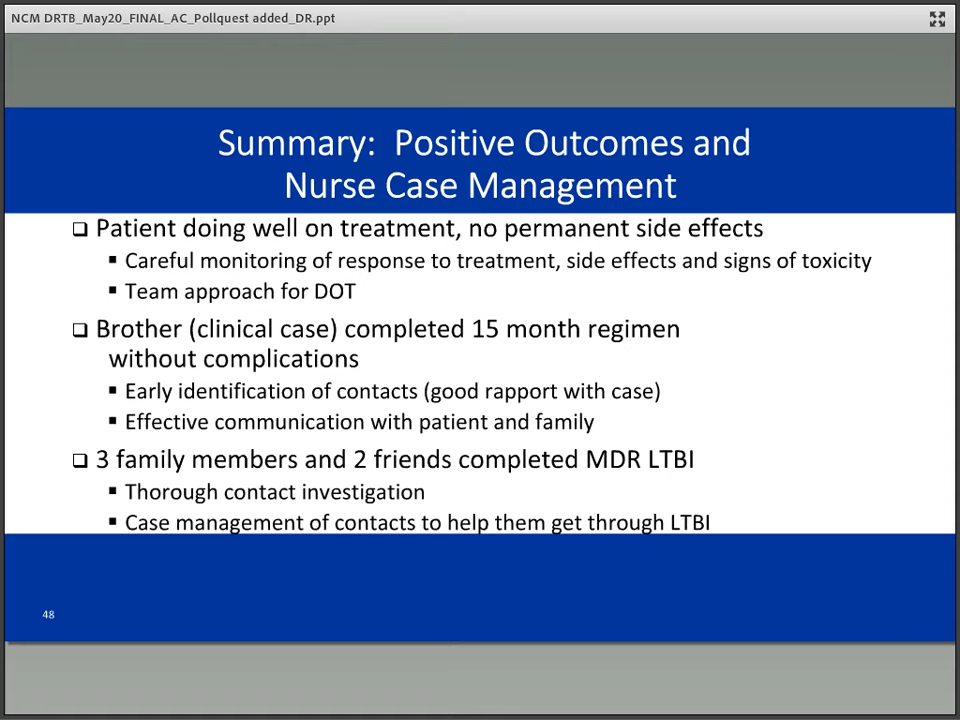 NCM DRTB_May20_FINAL_AC_Pollquest added_DR.ppt
Summary:  Positive Outcomes and
Nurse Case Management
❑ Patient doing well on treatment, no permanent side effects
▪ Careful monitoring of response to treatment, side effects and signs of toxicity
▪ Team approach for DOT
❑ Brother (clinical case) completed 15 month regimen
without complications
▪ Early identification of contacts (good rapport with case)
▪ Effective communication with patient and family
❑ 3 family members and 2 friends completed MDR LTBI
▪ Thorough contact investigation
▪ Case management of contacts to help them get through LTBI
48